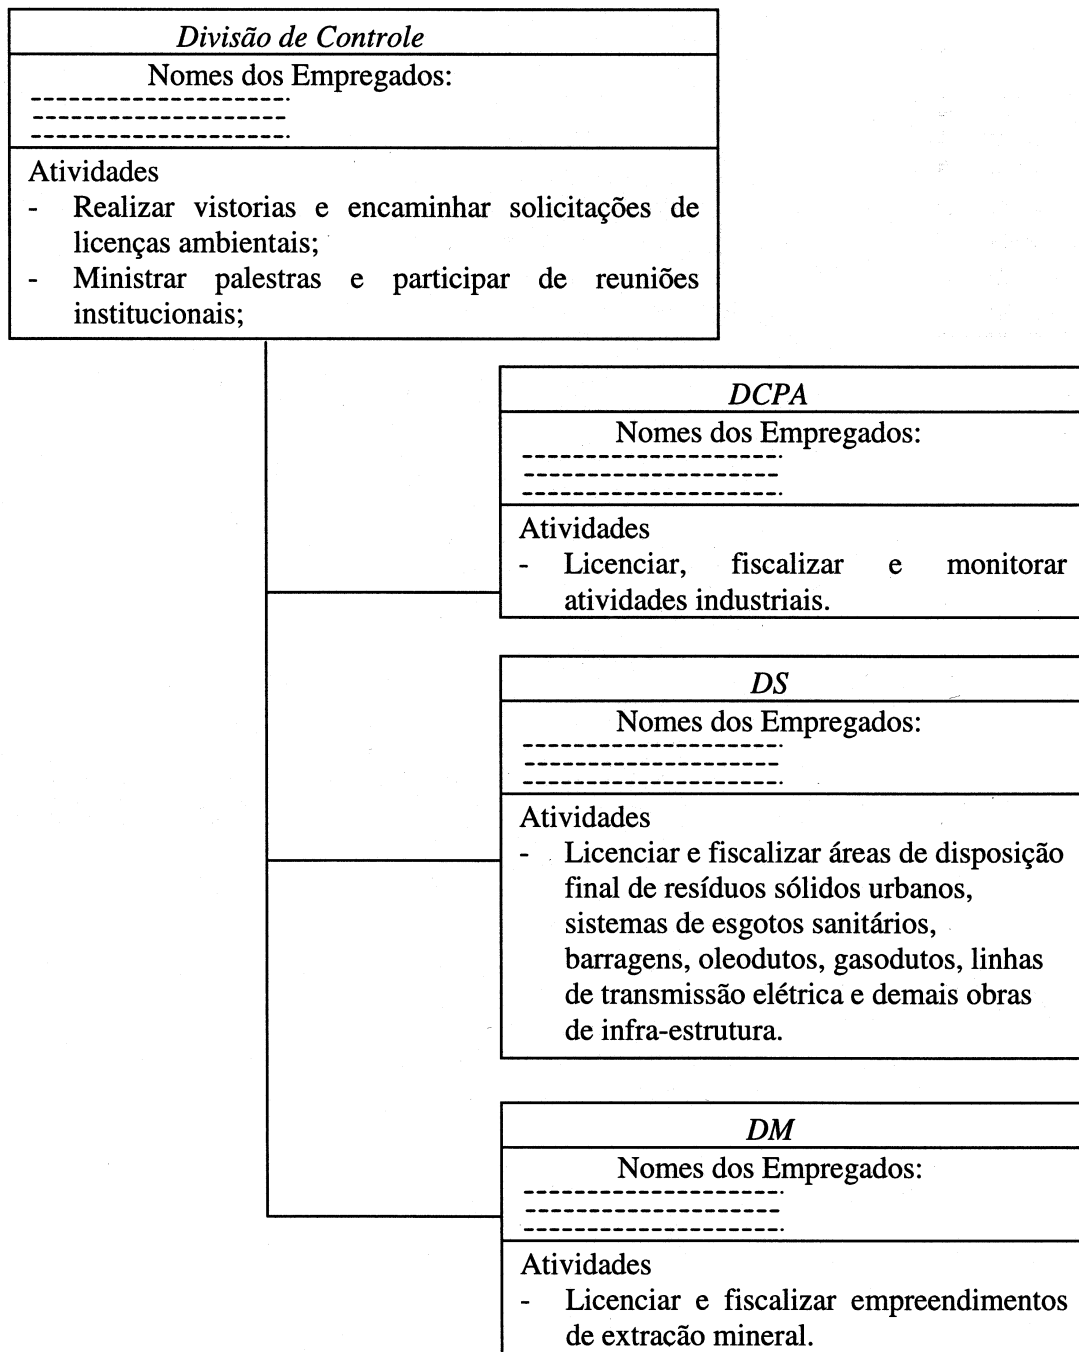 Divisão de Controle
Nomes dos Empregados:
Atividades
- Realizar vistorias e encaminhar solicitações de
licenças ambientais;
- Ministrar palestras e participar de reuniões
institucionais;
DCPA
Nomes dos Empregados:
Atividades
- Licenciar, fiscalizar e monitorar
atividades industriais.
DS
Nomes dos Empregados:
Atividades
- Licenciar e fiscalizar áreas de disposição
final de resíduos sólidos urbanos,
sistemas de esgotos sanitários,
barragens, oleodutos, gasodutos, linhas
de transmissão elétrica e demais obras
de infra-estrutura.
DM
Nomes dos Empregados:
Atividades
- Licenciar e fiscalizar empreendimentos
de extração mineral.